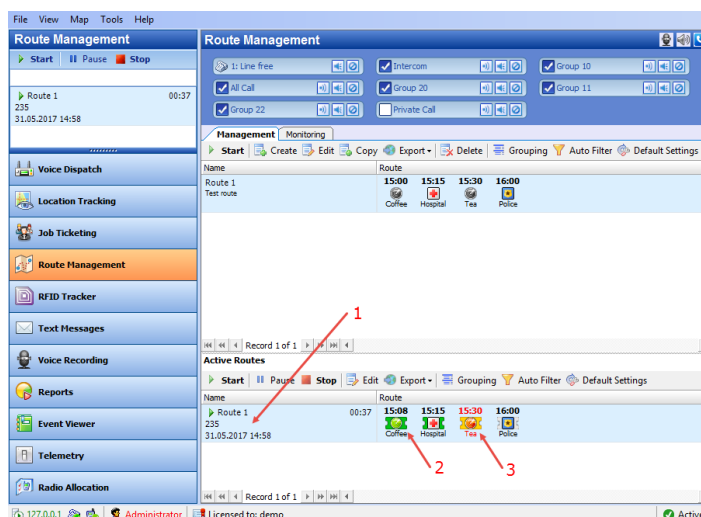 File View Map Tools Help
Route Management
Start Pause Stop
Route 1 00:37
235
31.05.2017 14:58
Voice Dispatch
Location Tracking
Job Ticketing
Route Management
RFID Tracker
Text Messages
Voice Recording
Reports
Event Viewer
Telemetry
Radio Allocation
Route Management
1: Line free Intercom Group 10
All Call Group 20 Group 11
Group 22 Private Call
Management Monitoring
Start Create Edit Copy Export Delete Grouping Auto Filter Default Settings
Name Route
Route 1 15:00 15:15 15:30 16:00
Test route Coffee Hospital Tea Police
1
Record 1 of 1
Active Routes
Start Pause Stop Edit Export Grouping Auto Filter Default Settings
Name Route
Route 1 00:37 15:08 15:15 15:30 16:00
235 Coffee Hospital Tea Police
31.05.2017 14:58
2 3
Record 1 of 1
127.0.0.1 Administrator Licensed to: demo Active